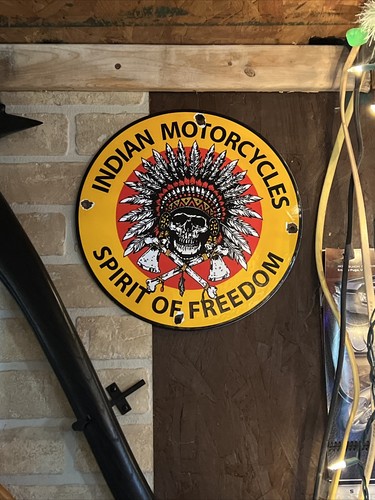 INDIAN MOTORCYCLES
SPIRIT OF FREEDOM